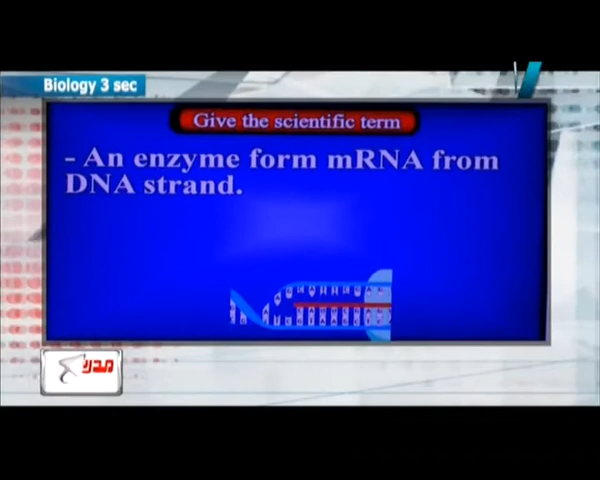 Biology 3 sec
Give the scientific term
- An enzyme form mRNA from
DNA strand.